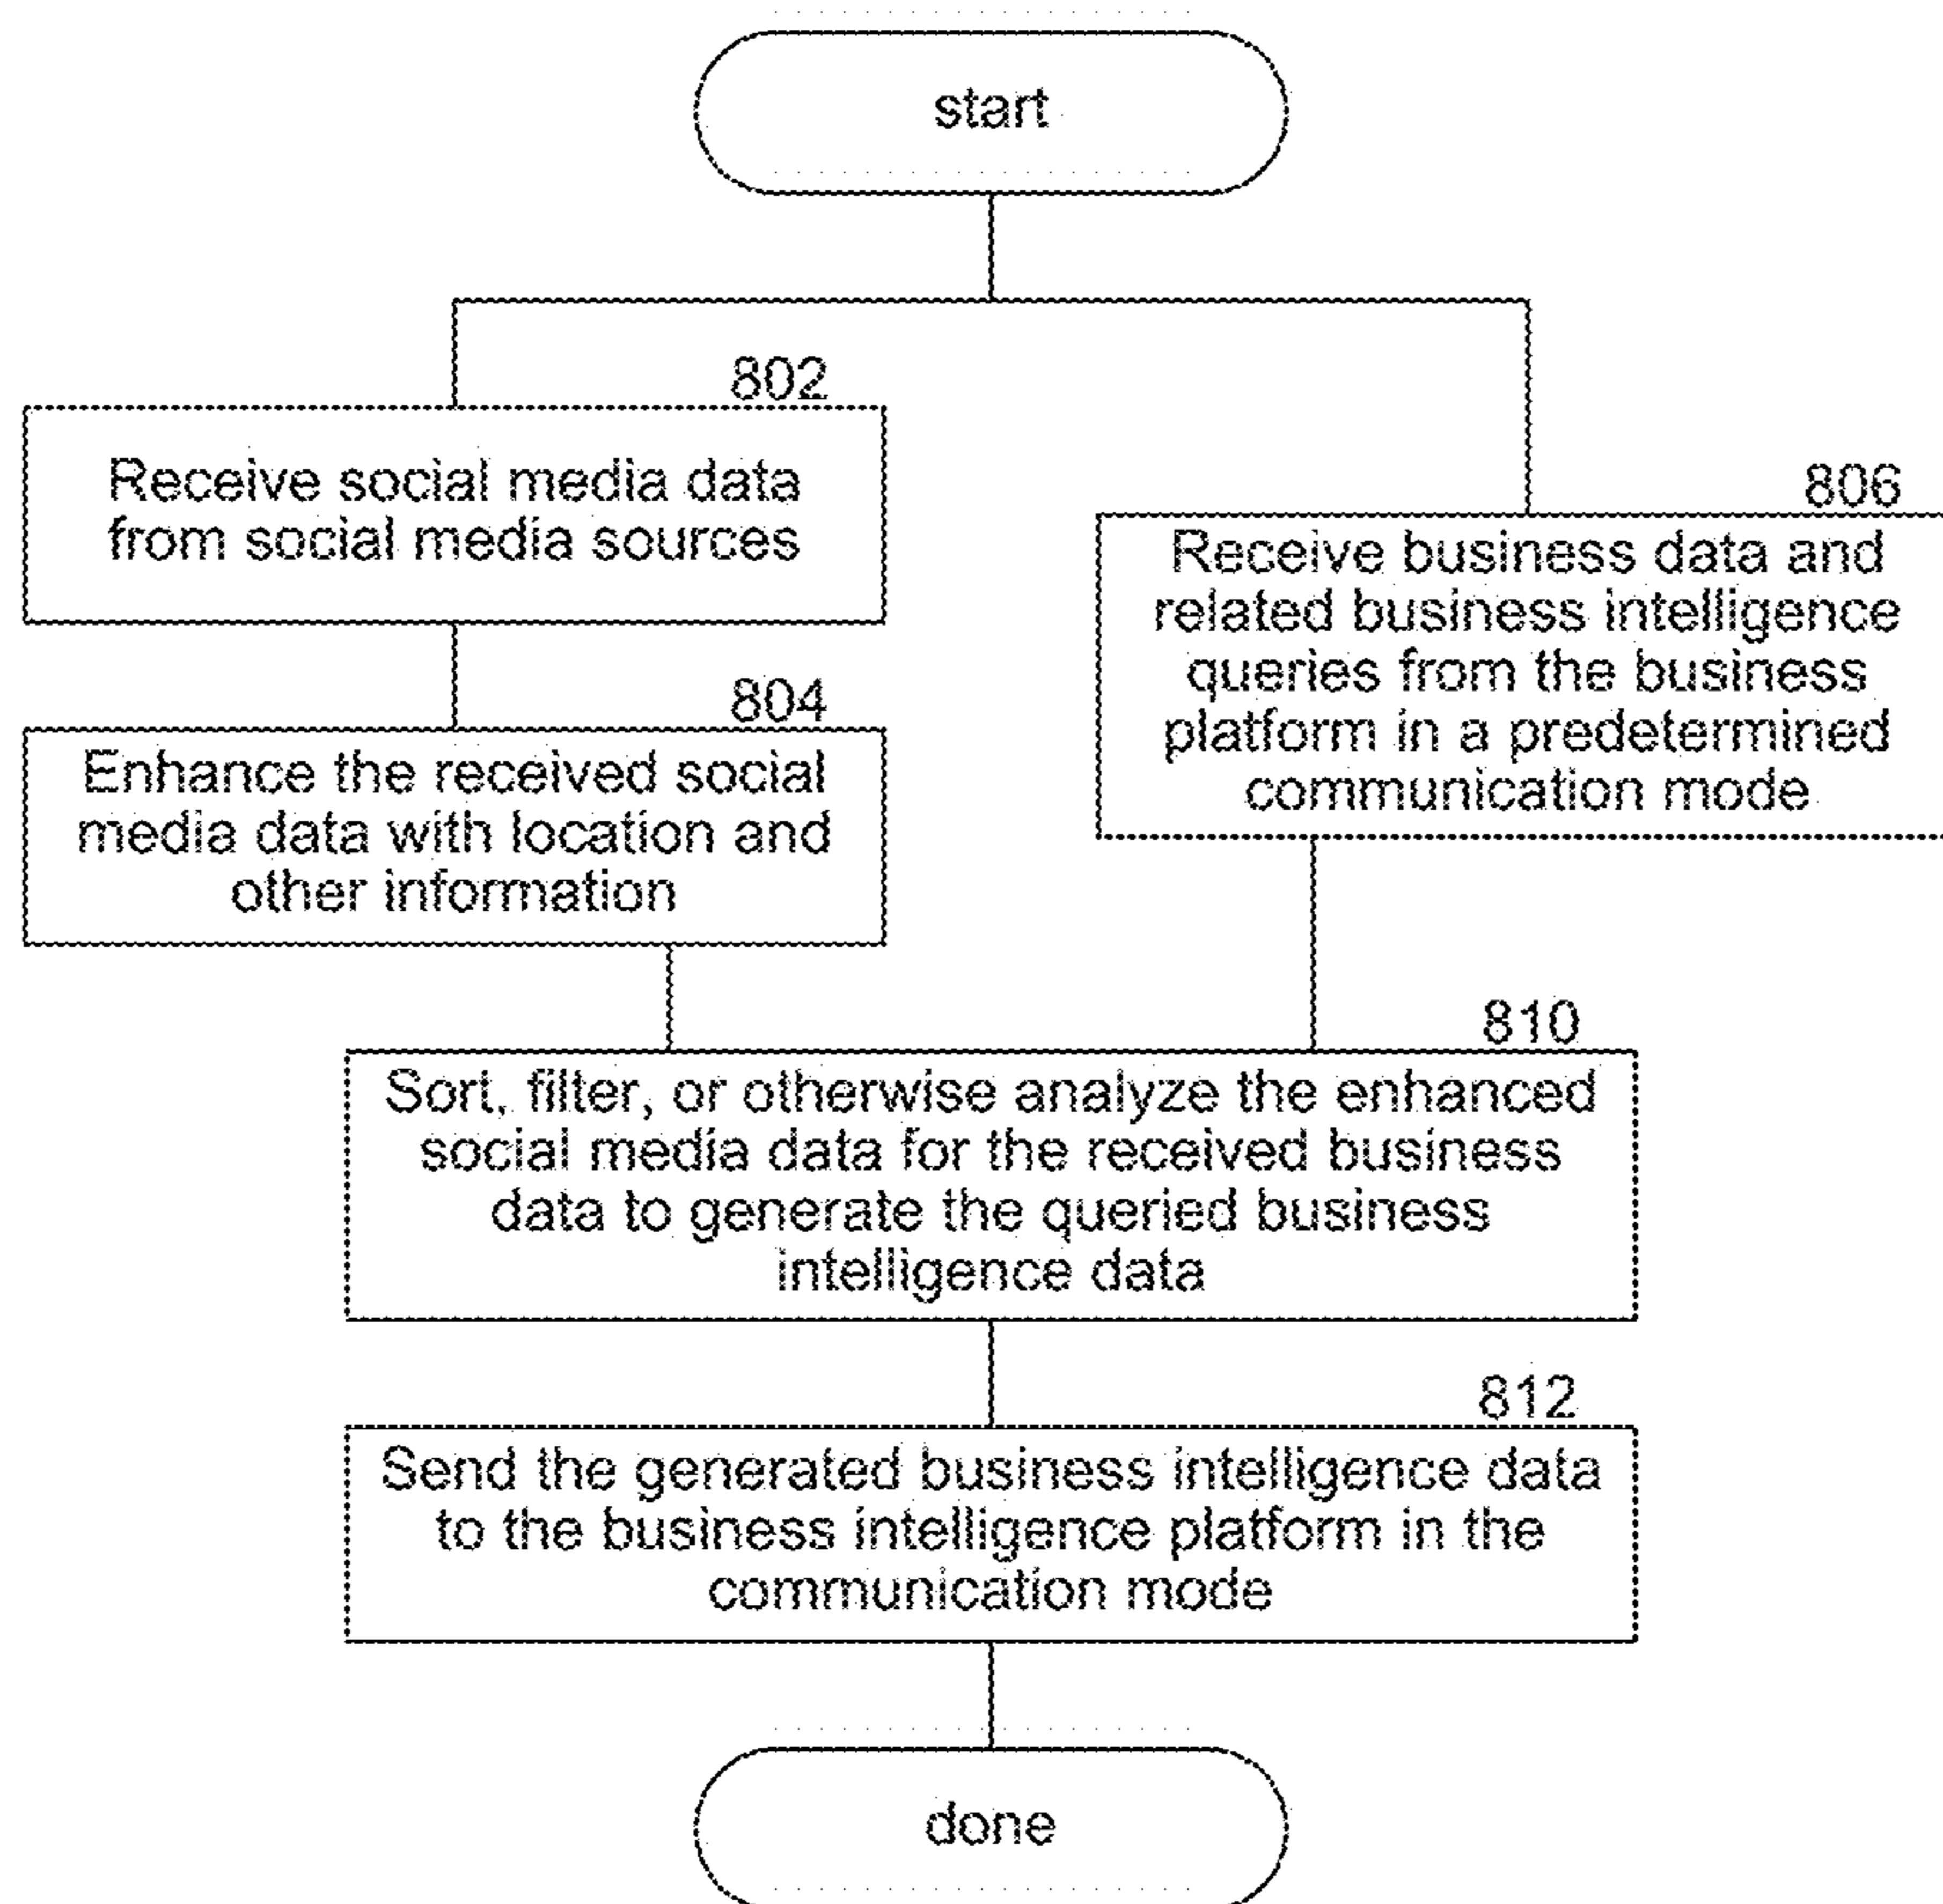 start
802
Receive social media data
from social media sources
804
Enhance the received social
media data with location and
other information
806
Receive business data and
related business intelligence
queries from the business
platform in a predetermined
communication mode
810
Sort, filter, or otherwise analyze the enhanced
social media data for the received business
data to generate the queried business
intelligence data
812
Send the generated business intelligence data
to the business intelligence platform in the
communication mode
done